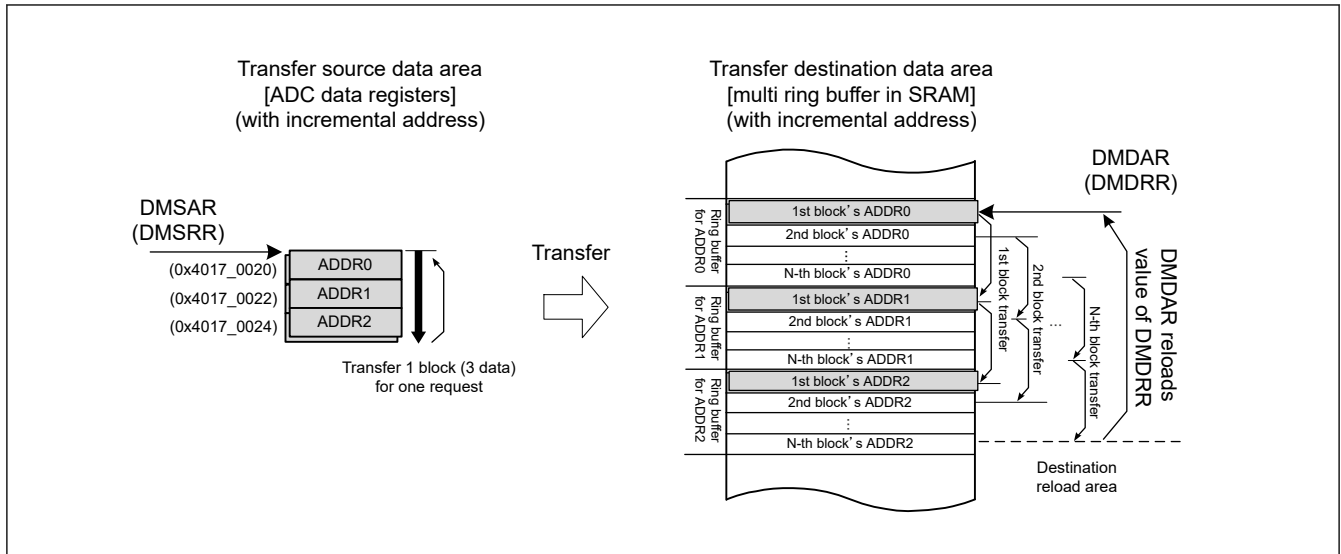 Transfer source data area
[ADC data registers]
(with incremental address)
DMSAR
(DMSRR)
(0x4017_0020)
(0x4017_0022)
(0x4017_0024)
ADDR0
ADDR1
ADDR2
Transfer 1 block (3 data)
for one request
Transfer
Transfer destination data area
[multi ring buffer in SRAM]
(with incremental address)
Ring buffer
for ADDR0
1st block’s ADDR0
2nd block’s ADDR0
⋮
N-th block’s ADDR0
Ring buffer
for ADDR1
1st block’s ADDR1
2nd block’s ADDR1
⋮
N-th block’s ADDR1
Ring buffer
for ADDR2
1st block’s ADDR2
2nd block’s ADDR2
⋮
N-th block’s ADDR2
1st block transfer
2nd block transfer
...
N-th block transfer
DMDAR
(DMDRR)
DMDAR reloads
value of DMDRR
Destination
reload area